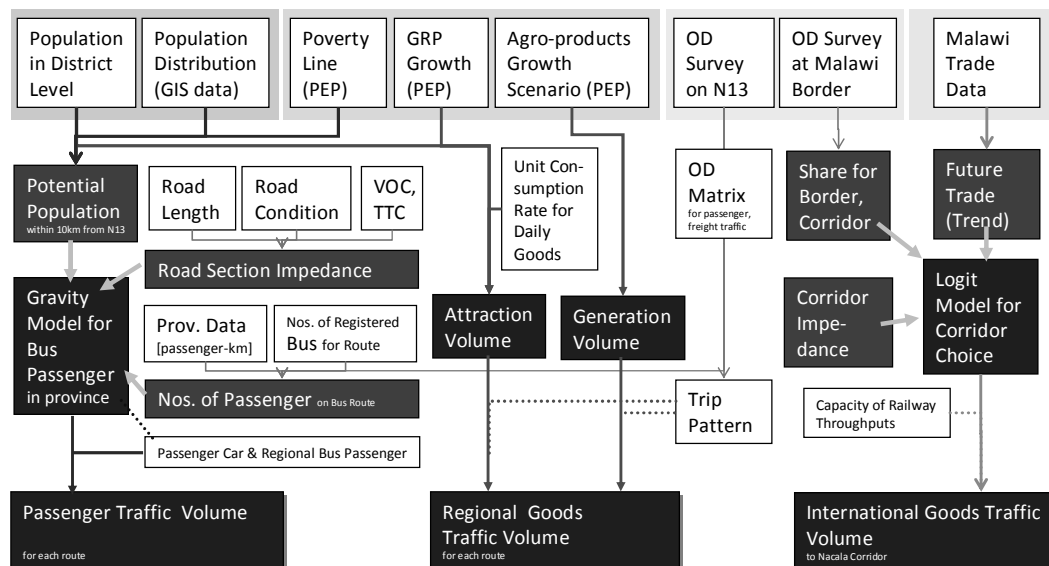 Population
in District
Level
Population
Distribution
(GIS data)
Poverty
Line
(PEP)
GRP
Growth
(PEP)
Agro-products
Growth
Scenario (PEP)
OD
Survey
on N13
OD Survey
at Malawi
Border
Malawi
Trade
Data
Potential
Population
within 10km from N13
Road
Length
Road
Condition
VOC,
TTC
Unit Con-
sumption
Rate for
Daily
Goods
OD
Matrix
for passenger,
freight traffic
Share for
Border,
Corridor
Future
Trade
(Trend)
Road Section Impedance
Gravity
Model for
Bus
Passenger
in province
Prov. Data
[passenger-km]
Nos. of Registered
Bus for Route
Attraction
Volume
Generation
Volume
Corridor
Impe-
dance
Logit
Model for
Corridor
Choice
Nos. of Passenger on Bus Route
Trip
Pattern
Capacity of Railway
Throughputs
Passenger Car & Regional Bus Passenger
Passenger Traffic Volume
for each route
Regional Goods
Traffic Volume
for each route
International Goods Traffic
Volume
to Nacala Corridor